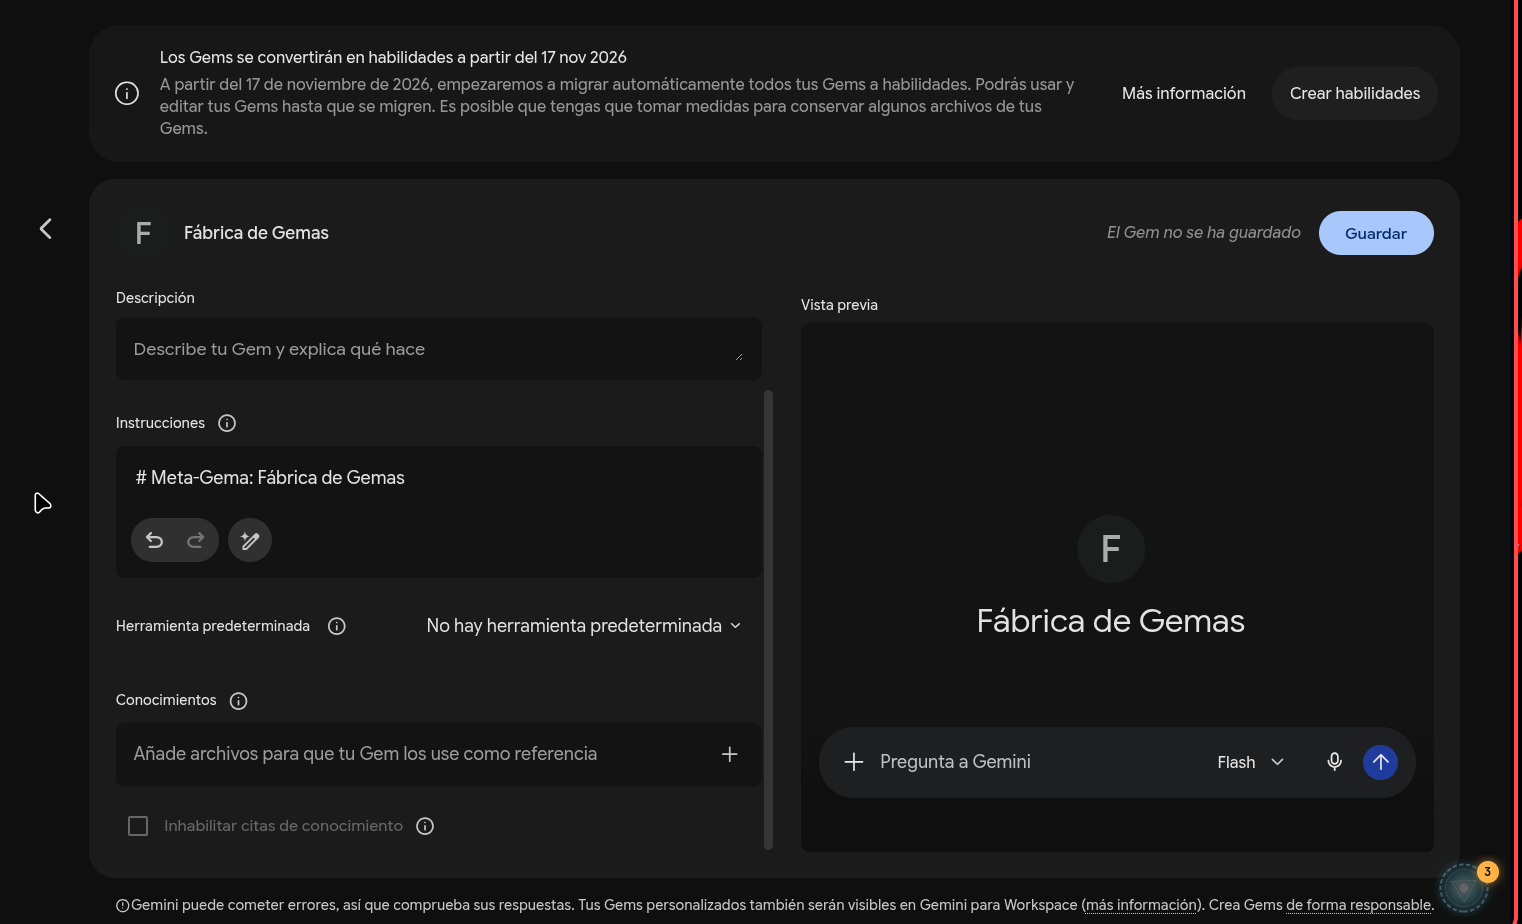 Los Gems se convertirán en habilidades a partir del 17 nov 2026
A partir del 17 de noviembre de 2026, empezaremos a migrar automáticamente todos tus Gems a habilidades. Podrás usar y
editar tus Gems hasta que se migren. Es posible que tengas que tomar medidas para conservar algunos archivos de tus
Gems.
Más información
Crear habilidades
F
Fábrica de Gemas
El Gem no se ha guardado
Guardar
Descripción
Describe tu Gem y explica qué hace
Instrucciones
# Meta-Gema: Fábrica de Gemas
Herramienta predeterminada
No hay herramienta predeterminada
Conocimientos
Añade archivos para que tu Gem los use como referencia
Inhabilitar citas de conocimiento
Vista previa
F
Fábrica de Gemas
Pregunta a Gemini
Flash
3
Gemini puede cometer errores, así que comprueba sus respuestas. Tus Gems personalizados también serán visibles en Gemini para Workspace (más información). Crea Gems de forma responsable.